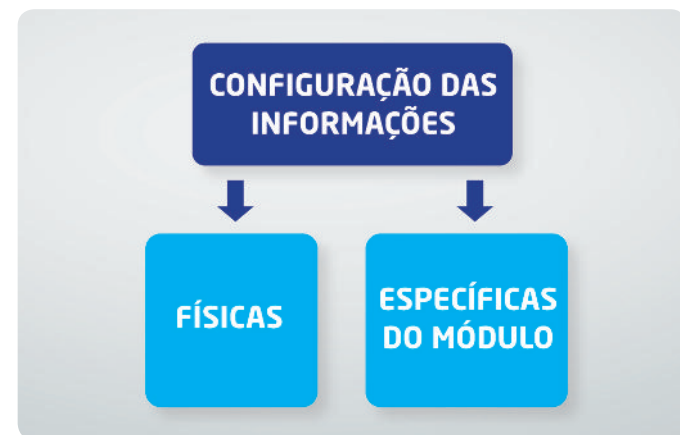 CONFIGURAÇÃO DAS
INFORMAÇÕES
FÍSICAS
ESPECÍFICAS
DO MÓDULO